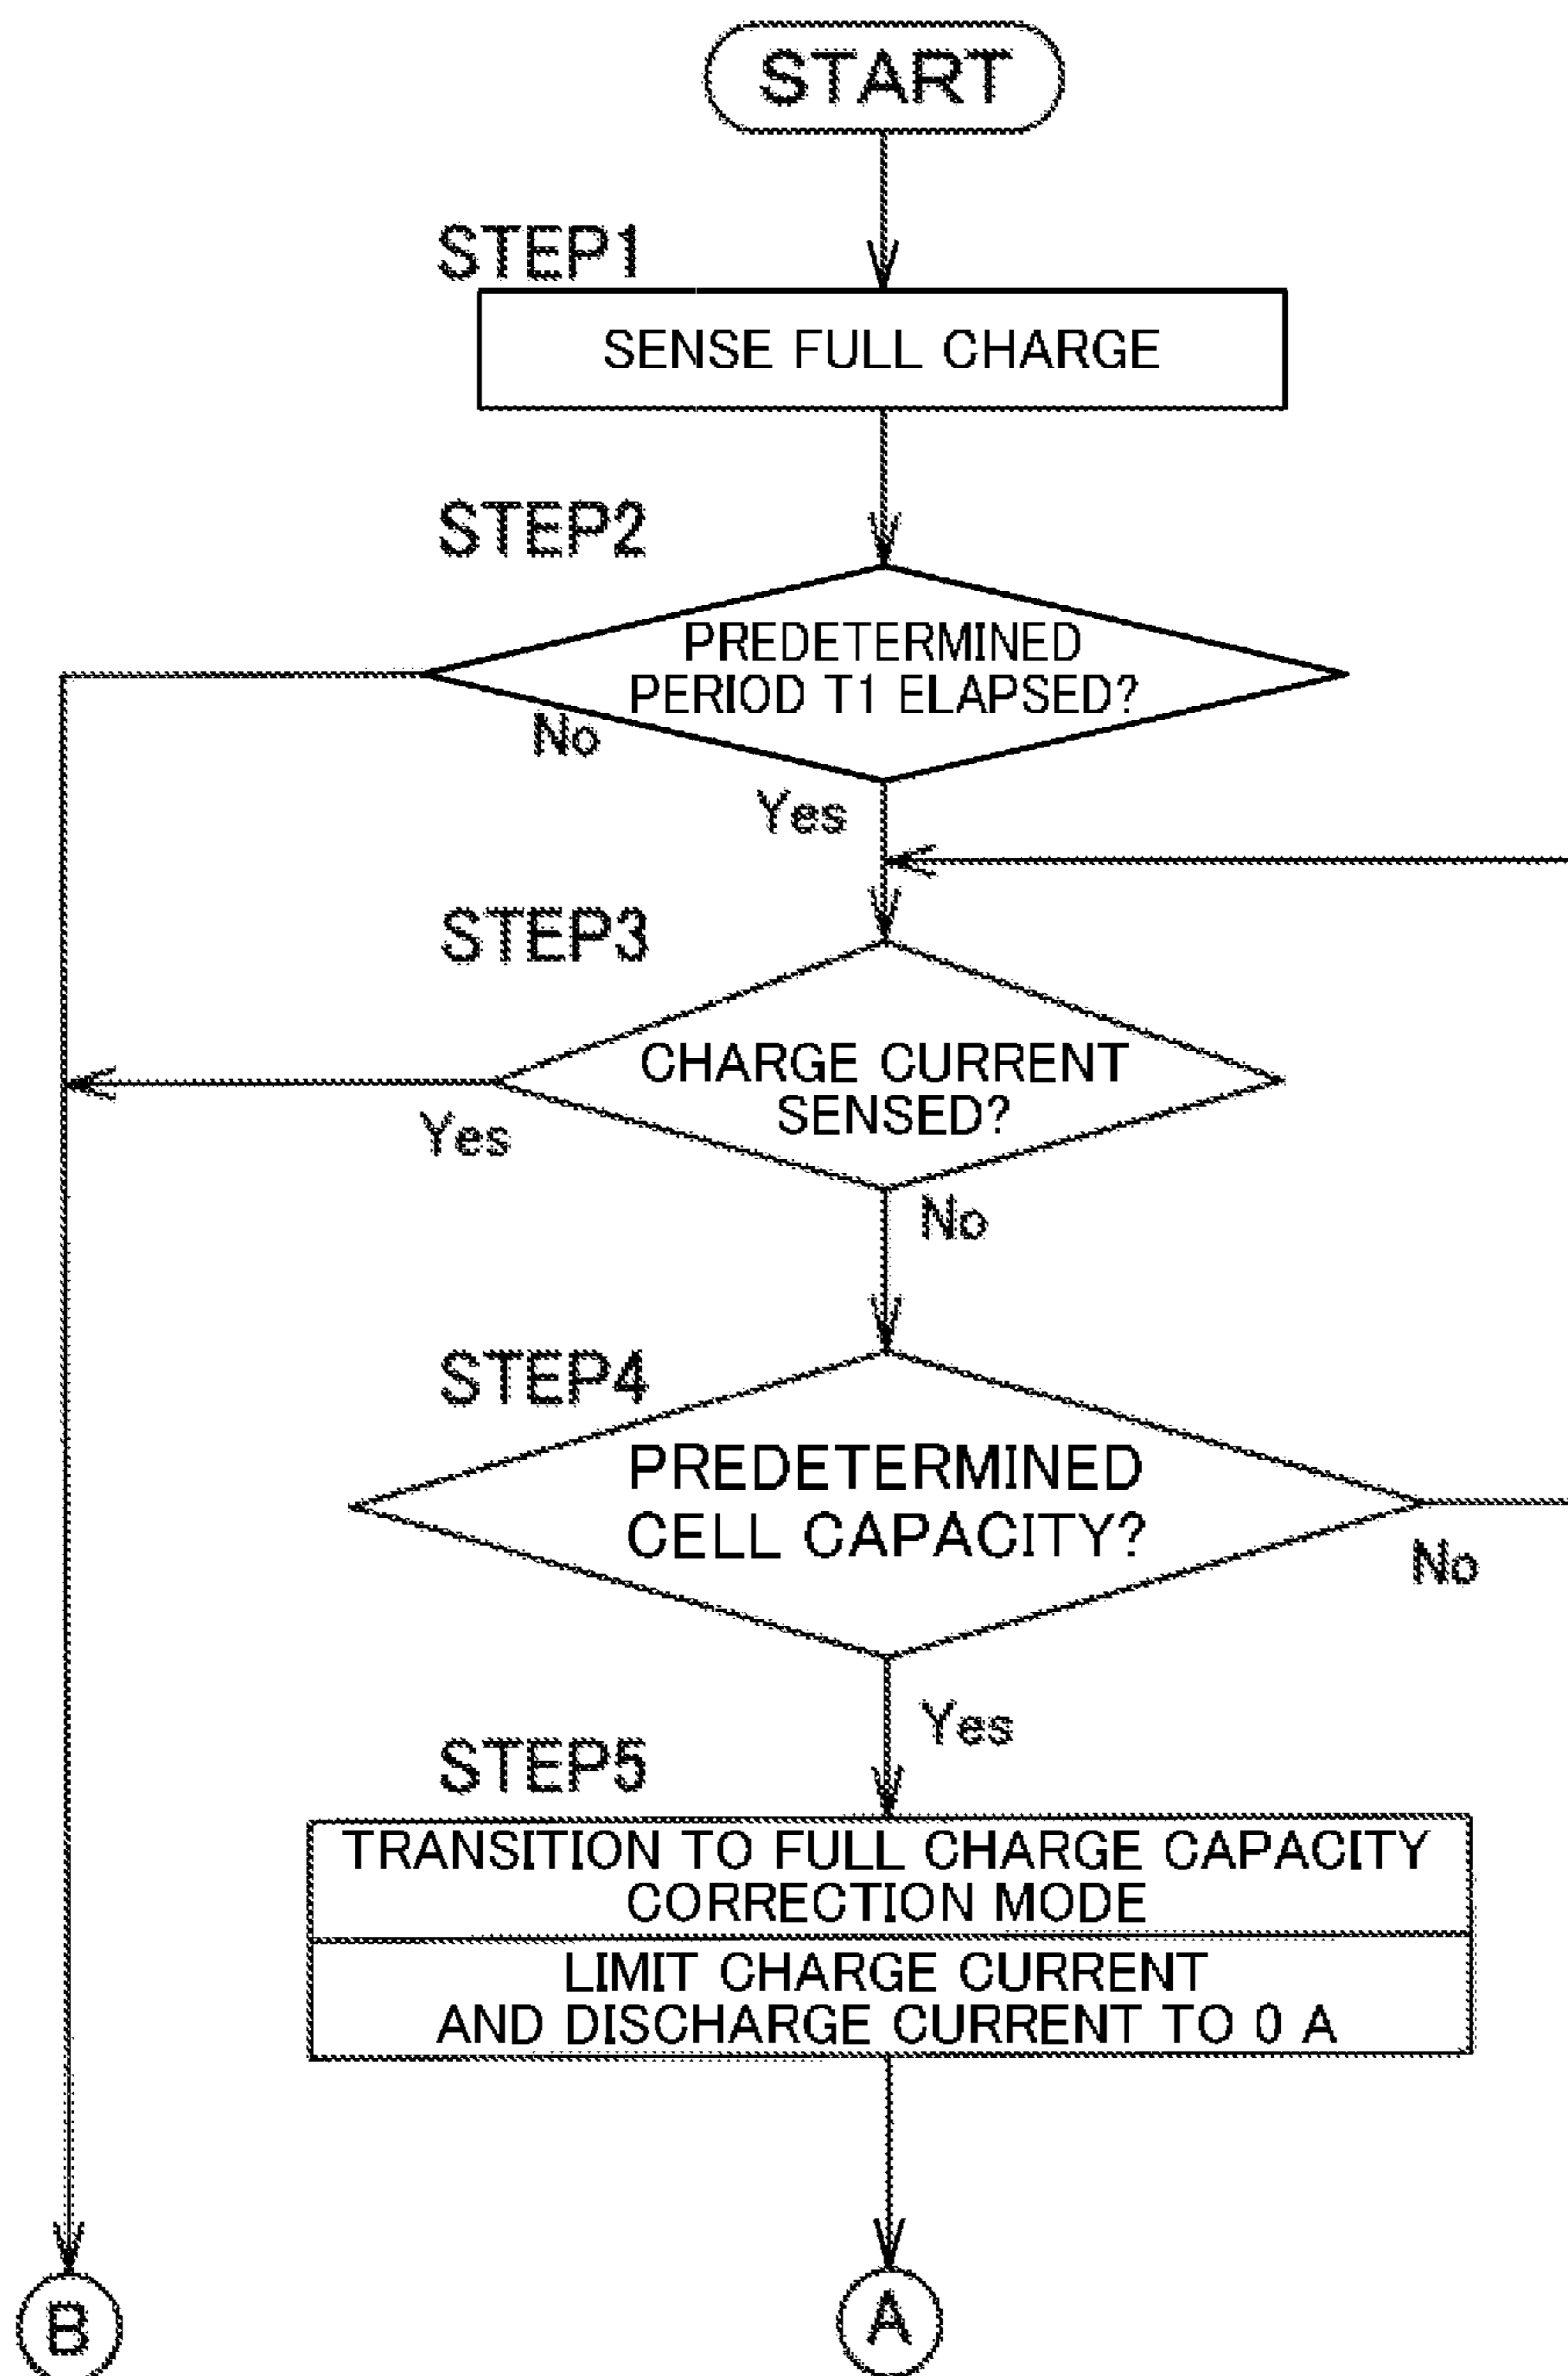 START
STEP1
SENSE FULL CHARGE
STEP2
PREDETERMINED
PERIOD T1 ELAPSED?
No
Yes
STEP3
CHARGE CURRENT
SENSED?
Yes
No
STEP4
PREDETERMINED
CELL CAPACITY?
No
Yes
STEP5
TRANSITION TO FULL CHARGE CAPACITY
CORRECTION MODE
LIMIT CHARGE CURRENT
AND DISCHARGE CURRENT TO 0 A
B
A